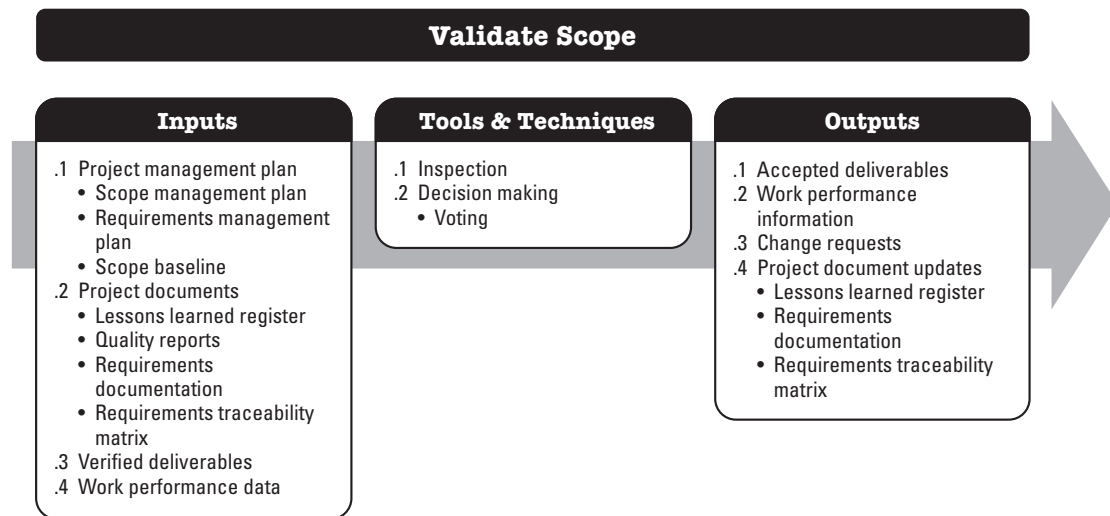 Validate Scope
Inputs
.1 Project management plan
• Scope management plan
• Requirements management
plan
• Scope baseline
.2 Project documents
• Lessons learned register
• Quality reports
• Requirements
documentation
• Requirements traceability
matrix
.3 Verified deliverables
.4 Work performance data
Tools & Techniques
.1 Inspection
.2 Decision making
• Voting
Outputs
.1 Accepted deliverables
.2 Work performance
information
.3 Change requests
.4 Project document updates
• Lessons learned register
• Requirements
documentation
• Requirements traceability
matrix